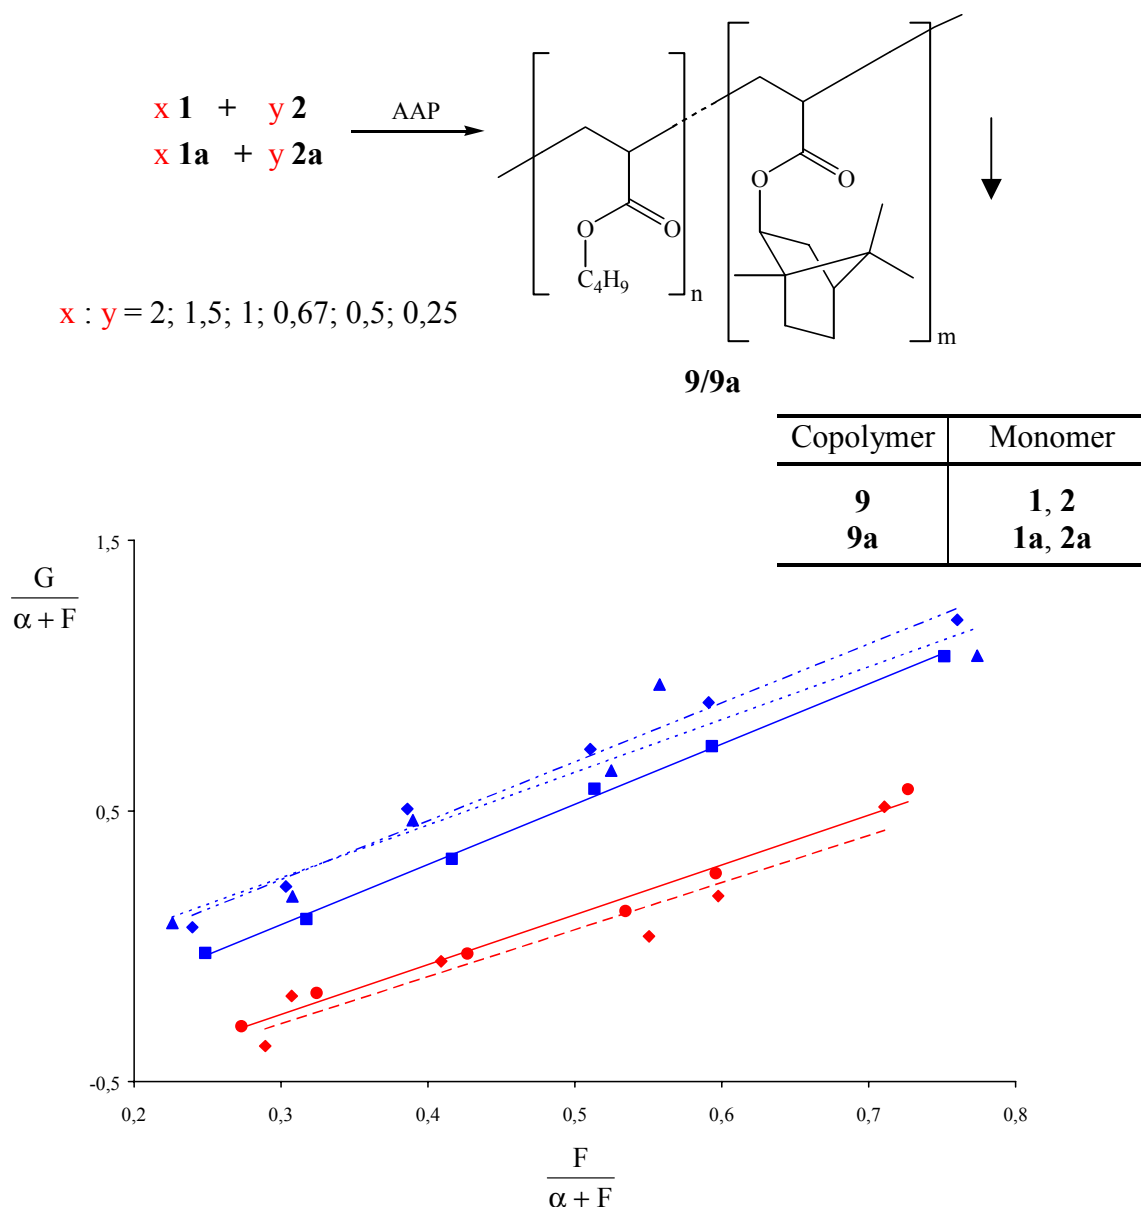 x 1 + y 2
x 1a + y 2a
AAP
x : y = 2; 1,5; 1; 0,67; 0,5; 0,25
O
O
C4H9
n
O
O
m
9/9a
Copolymer Monomer
9 1, 2
9a 1a, 2a
G
α + F
1,5
0,5
-0,5
0,2 0,3 0,4 0,5 0,6 0,7 0,8
F
α + F